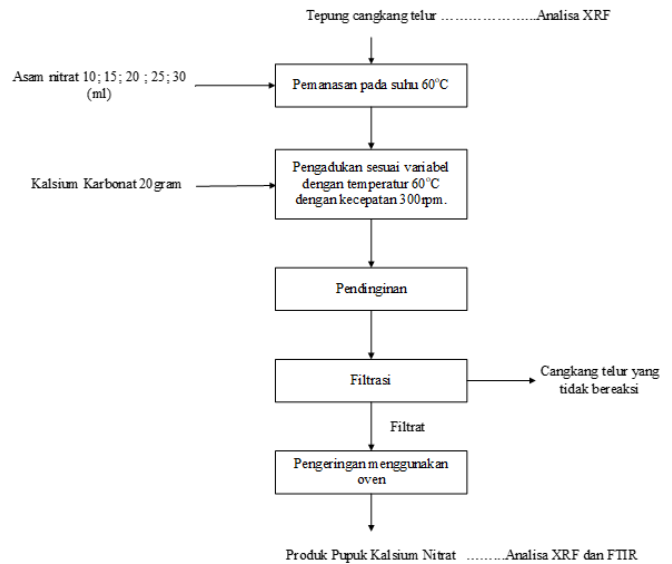 Tepung cangkang telur ......................Analisa XRF
Asam nitrat 10; 15; 20 ; 25; 30
(ml)
Pemanasan pada suhu 60°C
Kalsium Karbonat 20 gram
Pengadukan sesuai variabel
dengan temperatur 60°C
dengan kecepatan 300rpm.
Pendinginan
Filtrasi
Cangkang telur yang
tidak bereaksi
Filtrat
Pengeringan menggunakan
oven
Produk Pupuk Kalsium Nitrat .........Analisa XRF dan FTIR